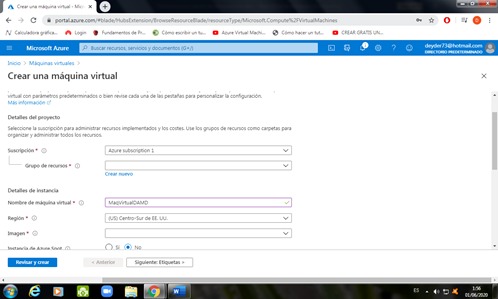 Crear una máquina virtual - Micr
portal.azure.com/#blade/HubsExtension/BrowseResourceBlade/resourceType/Microsoft.Compute%2FVirtualMachines
Calculadora gráfica... Login Fundamentos de Pr... Cómo escribir un tu... Azure Virtual Machi... Cómo hacer un tut... CREAR GRATIS UN...
Microsoft Azure
Buscar recursos, servicios y documentos (G+/)
deyder73@hotmail.com
DIRECTORIO PREDETERMINADO
Inicio > Máquinas virtuales >
Crear una máquina virtual
virtual con parámetros predeterminados o bien revise cada una de las pestañas para personalizar la configuración.
Más información
Detalles del proyecto
Seleccione la suscripción para administrar recursos implementados y los costes. Use los grupos de recursos como carpetas para
organizar y administrar todos los recursos.
Suscripción *
Azure subscription 1
Grupo de recursos *
Crear nuevo
Detalles de instancia
Nombre de máquina virtual *
MaqVirtualDAMD
Región *
(US) Centro-Sur de EE. UU.
Imagen *
Instancia de Azure Spot
Sí No
Revisar y crear
< Anterior
Siguiente: Etiquetas >
ES
1:56
01/06/2020